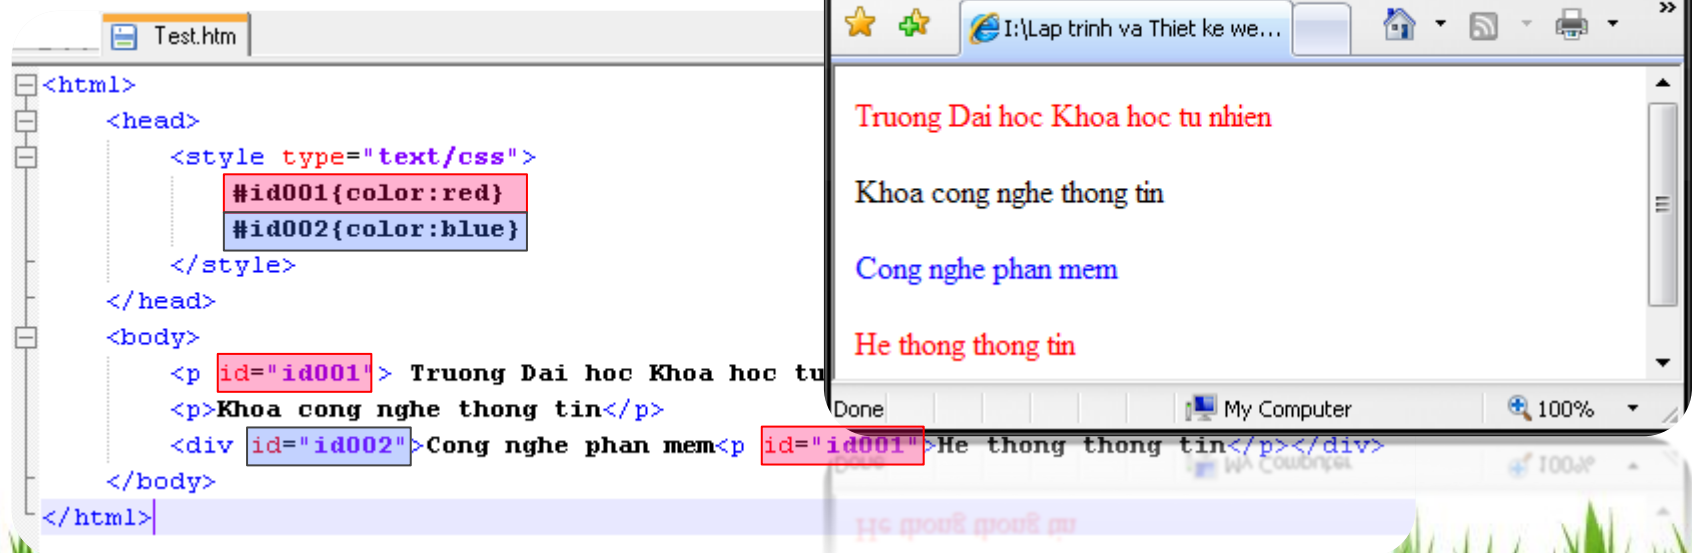 Test.htm
<html>
<head>
<style type="text/css">
#id001{color:red}
#id002{color:blue}
</style>
</head>
<body>
<p id="id001"> Truong Dai hoc Khoa hoc tu
<p>Khoa cong nghe thong tin</p>
<div id="id002">Cong nghe phan mem<p id="id001">He thong thong tin</p></div>
</body>
</html>
I:\Lap trinh va Thiet ke we...
»
Truong Dai hoc Khoa hoc tu nhien
Khoa cong nghe thong tin
Cong nghe phan mem
He thong thong tin
Done
My Computer
100%